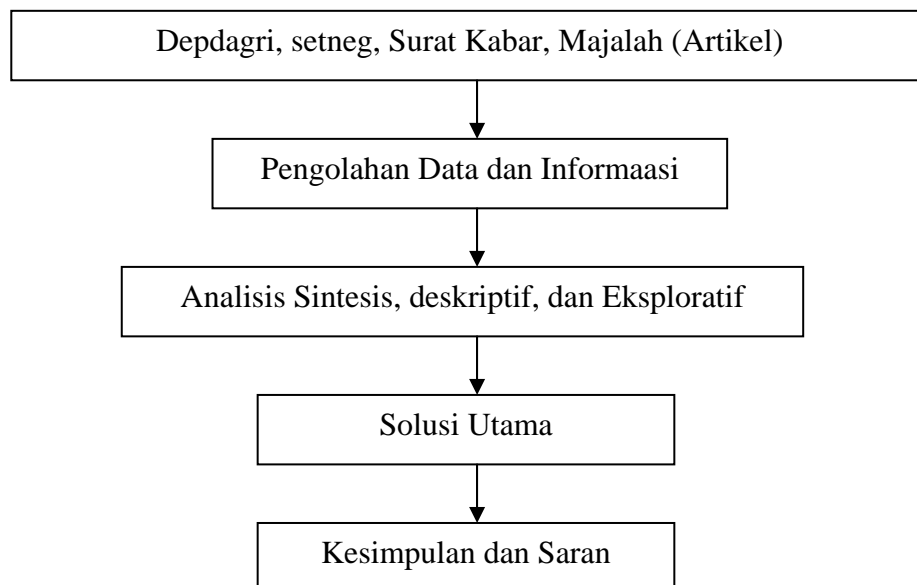 Depdagri, setneg, Surat Kabar, Majalah (Artikel)
Pengolahan Data dan Informaasi
Analisis Sintesis, deskriptif, dan Eksploratif
Solusi Utama
Kesimpulan dan Saran